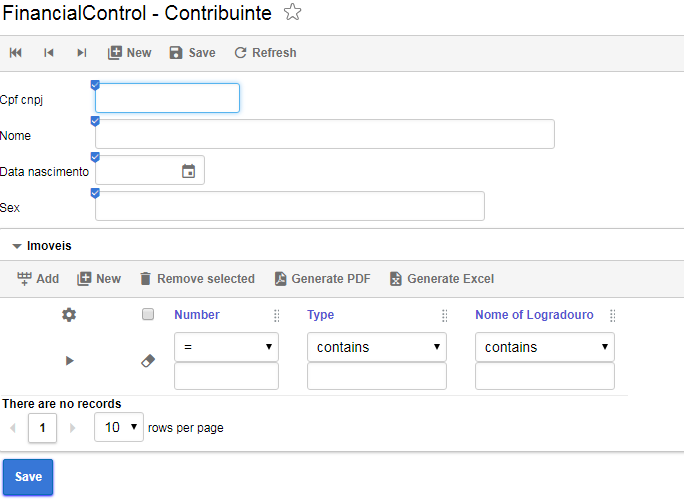 FinancialControl - Contribuinte
New Save Refresh
Cpf cnpj
Nome
Data nascimento
Sex
Imoveis
Add New Remove selected Generate PDF Generate Excel
Number Type Nome of Logradouro
= contains contains
There are no records
1 10 rows per page
Save